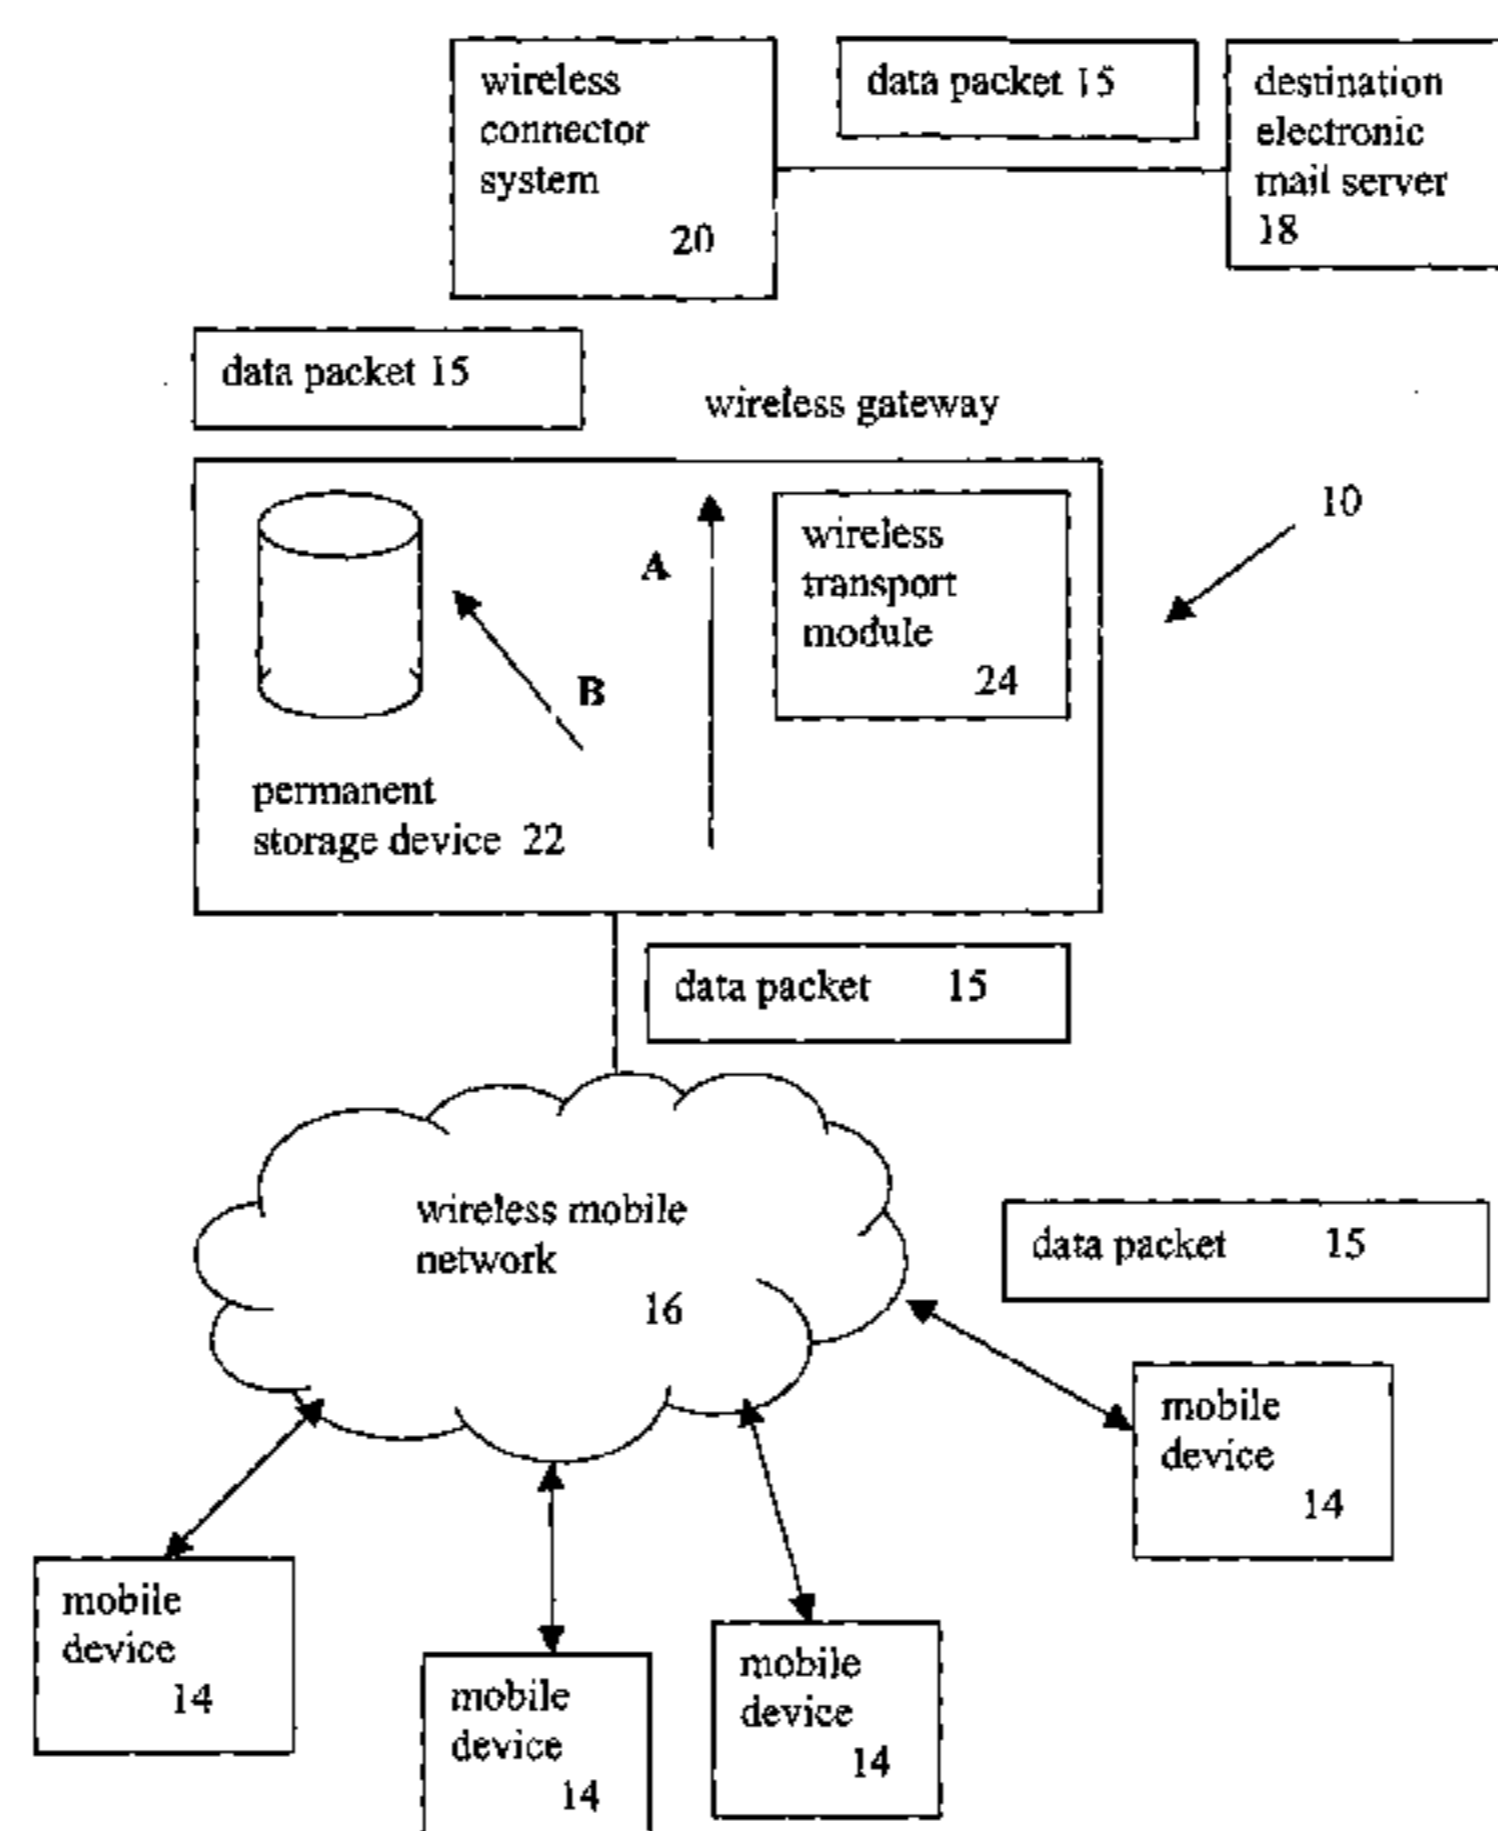 wireless
connector
system
20
data packet 15
destination
electronic
mail server
18
data packet 15
wireless gateway
10
A
B
wireless
transport
module
24
permanent
storage device 22
data packet 15
wireless mobile
network
16
data packet 15
mobile
device
14
mobile
device
14
mobile
device
14
mobile
device
14